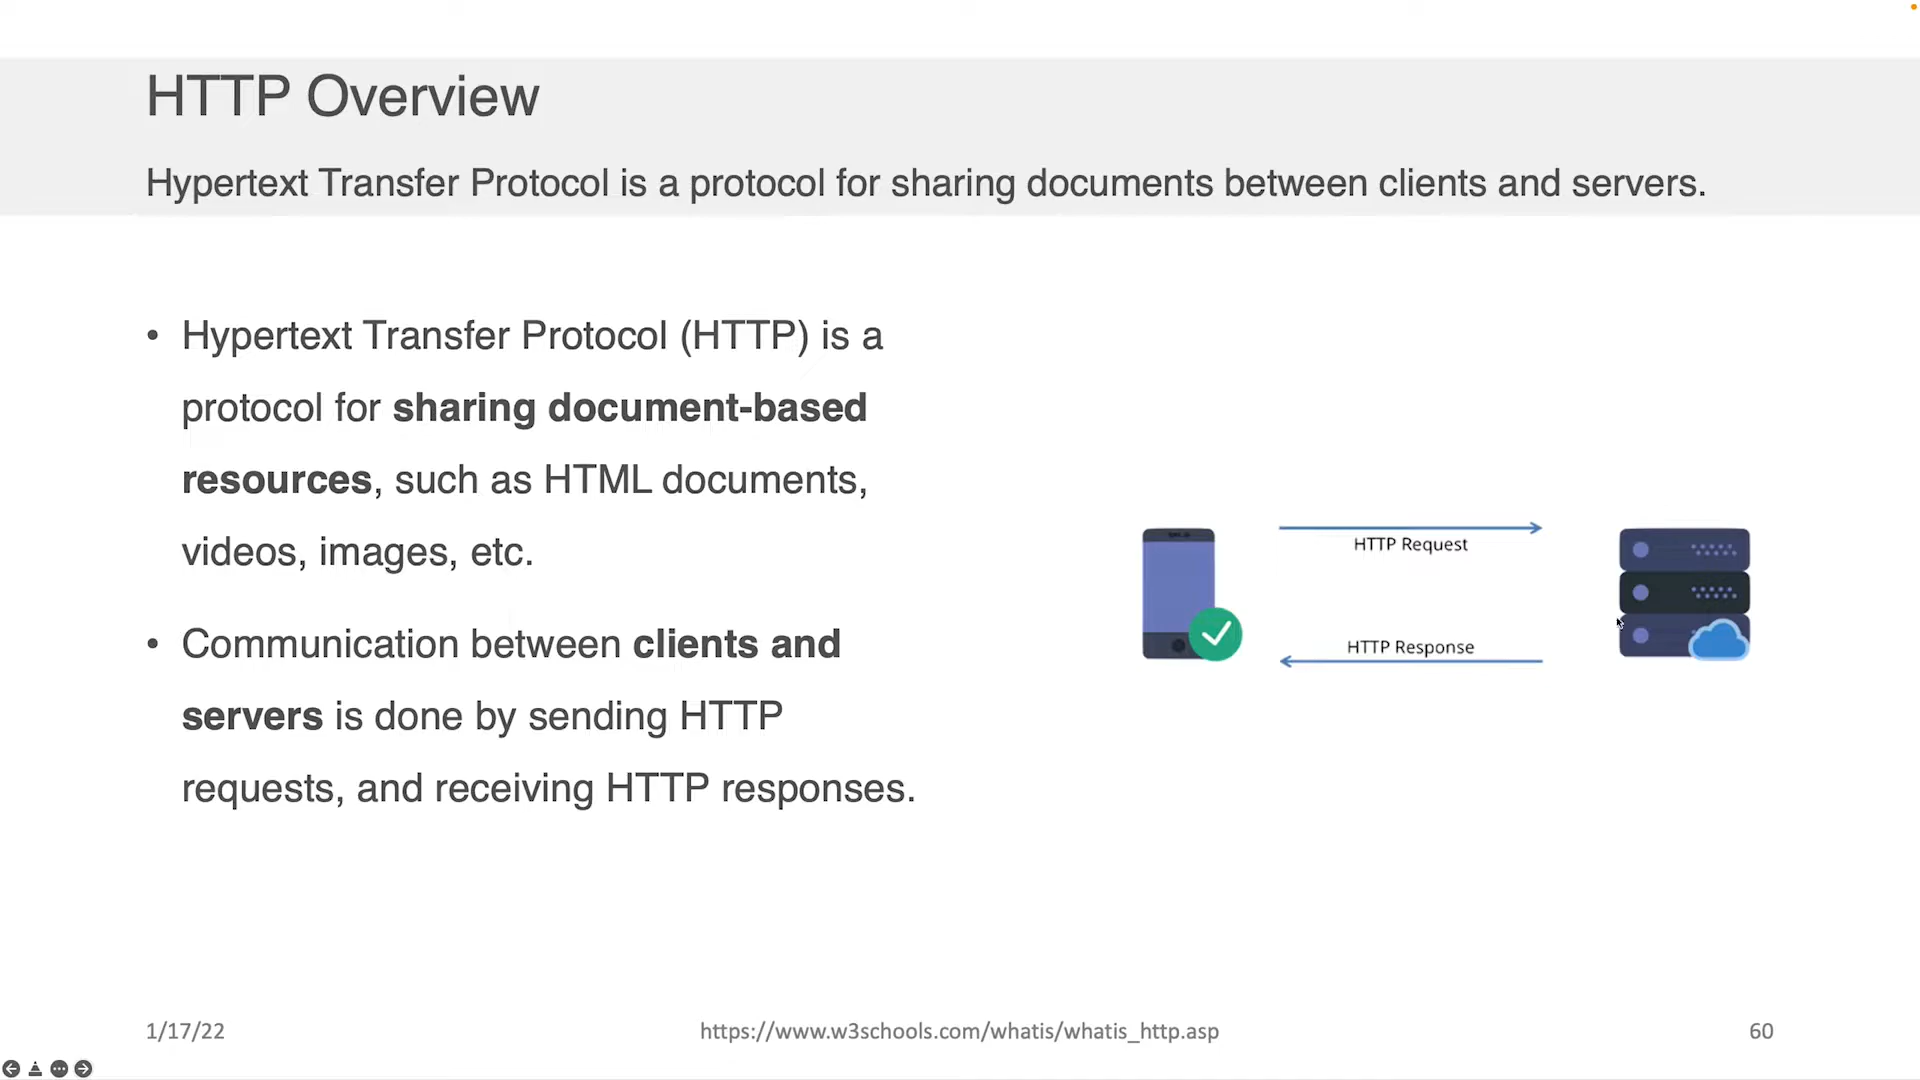 HTTP Overview
Hypertext Transfer Protocol is a protocol for sharing documents between clients and servers.
• Hypertext Transfer Protocol (HTTP) is a
protocol for sharing document-based
resources, such as HTML documents,
videos, images, etc.
• Communication between clients and
servers is done by sending HTTP
requests, and receiving HTTP responses.
HTTP Request
HTTP Response
1/17/22
https://www.w3schools.com/whatis/whatis_http.asp
60